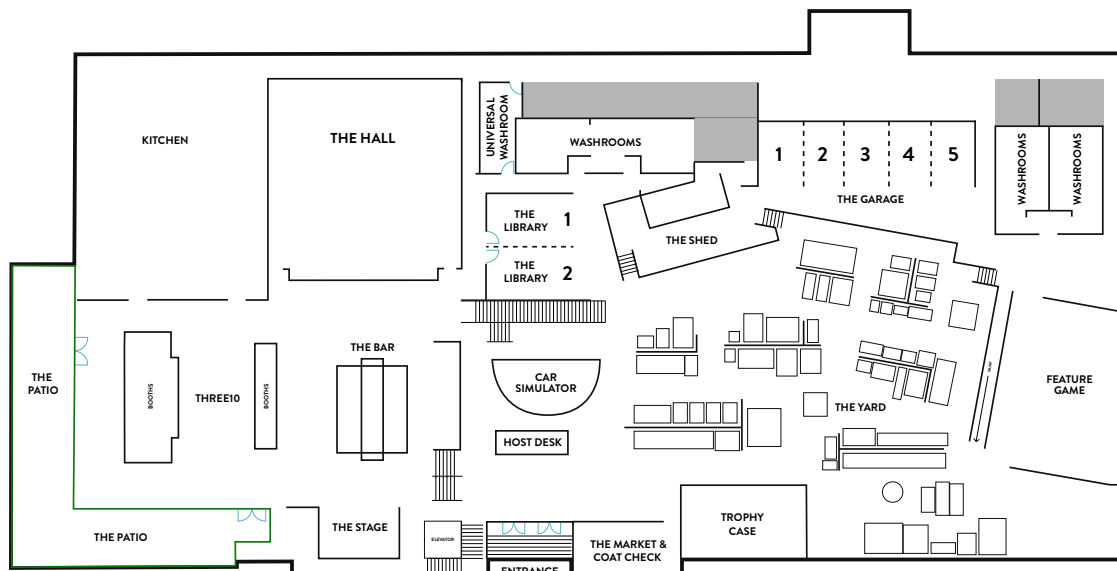 KITCHEN
THE HALL
UNIVERSAL
WASHROOM
WASHROOMS
1
2
3
4
5
THE GARAGE
WASHROOMS
WASHROOMS
THE
LIBRARY
1
THE
LIBRARY
2
THE SHED
THE
PATIO
BOOTHS
THREE10
BOOTHS
THE BAR
CAR
SIMULATOR
HOST DESK
THE YARD
RAMP
FEATURE
GAME
THE PATIO
THE STAGE
ELEVATOR
ENTRANCE
THE MARKET &
COAT CHECK
TROPHY
CASE